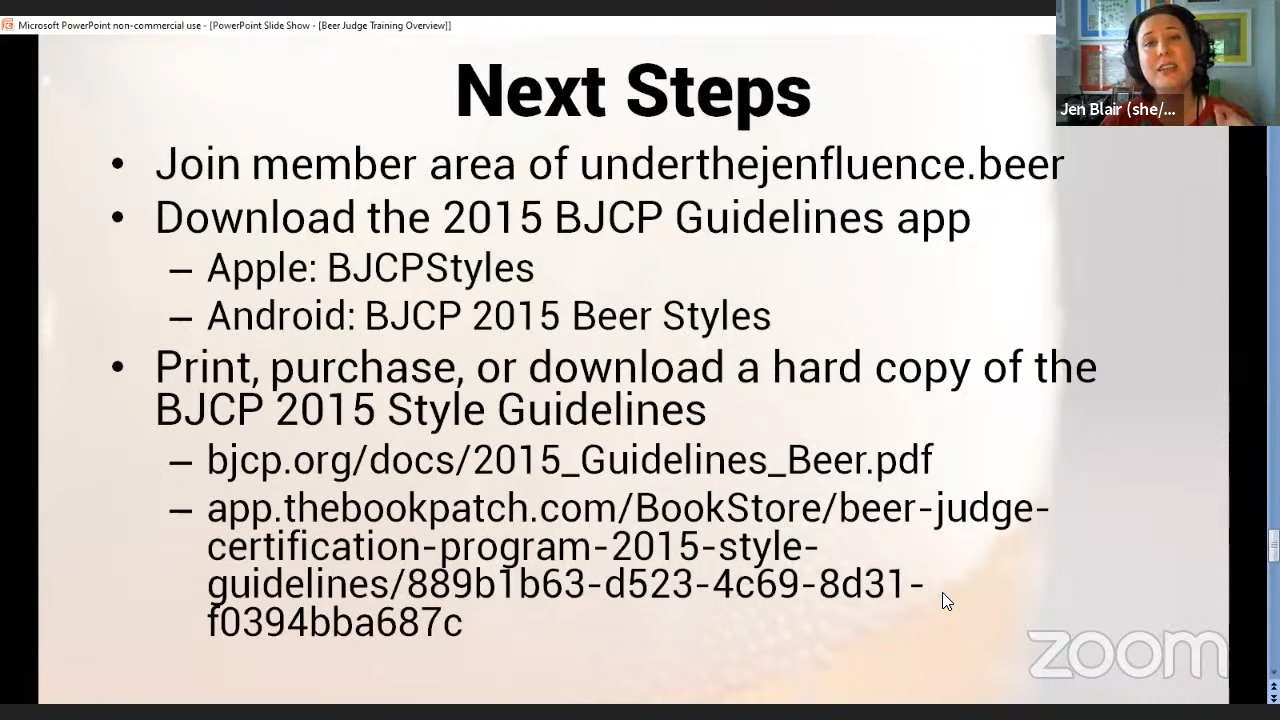 Microsoft PowerPoint non-commercial use - [PowerPoint Slide Show - [Beer Judge Training Overview]]
Jen Blair (she/...
Next Steps
• Join member area of underthejenfluence.beer
• Download the 2015 BJCP Guidelines app
– Apple: BJCPStyles
– Android: BJCP 2015 Beer Styles
• Print, purchase, or download a hard copy of the
BJCP 2015 Style Guidelines
– bjcp.org/docs/2015_Guidelines_Beer.pdf
– app.thebookpatch.com/BookStore/beer-judge-
certification-program-2015-style-
guidelines/889b1b63-d523-4c69-8d31-
f0394bba687c
zoom